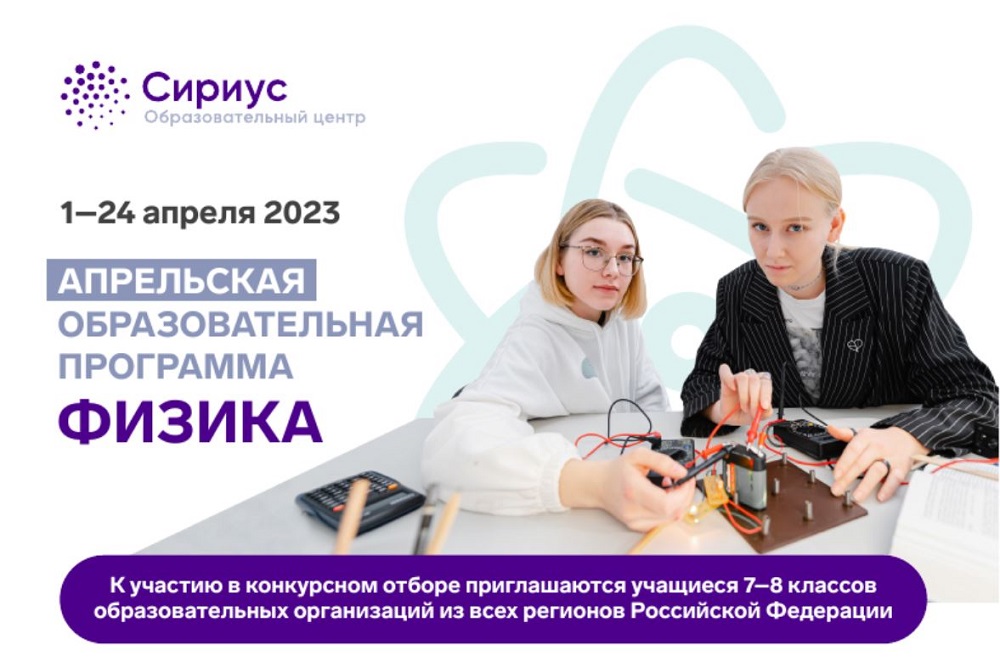 Сириус
Образовательный центр
1–24 апреля 2023
АПРЕЛЬСКАЯ
ОБРАЗОВАТЕЛЬНАЯ
ПРОГРАММА
ФИЗИКА
К участию в конкурсном отборе приглашаются учащиеся 7–8 классов
образовательных организаций из всех регионов Российской Федерации